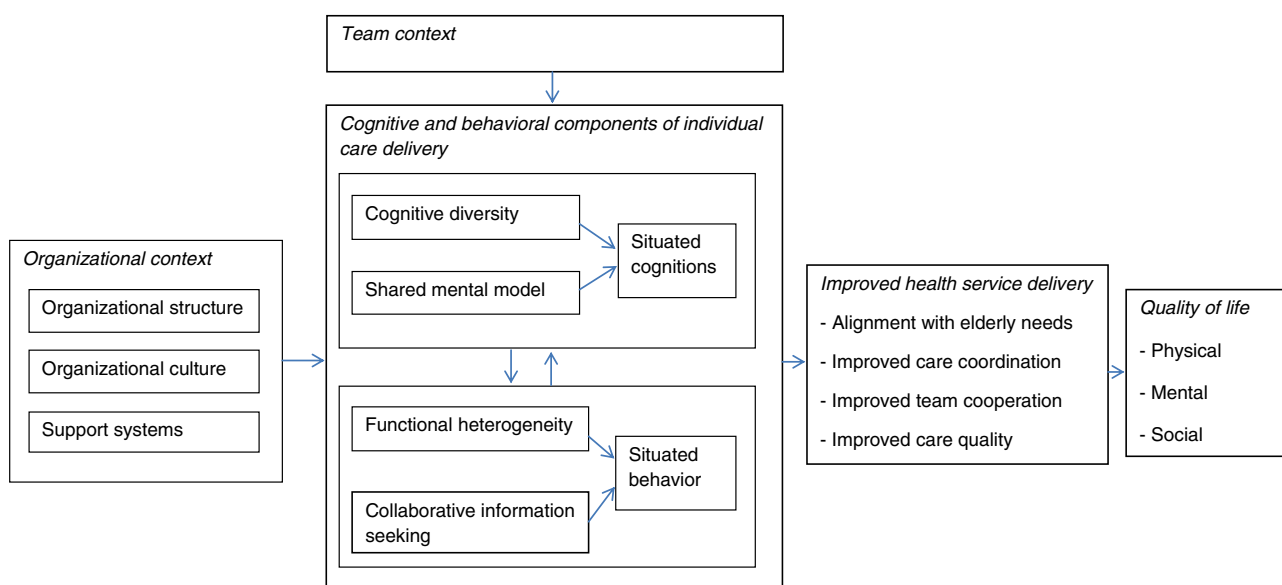 Team context
Cognitive and behavioral components of individual
care delivery
Cognitive diversity
Shared mental model
Situated
cognitions
Functional heterogeneity
Collaborative information
seeking
Situated
behavior
Organizational context
Organizational structure
Organizational culture
Support systems
Improved health service delivery
- Alignment with elderly needs
- Improved care coordination
- Improved team cooperation
- Improved care quality
Quality of life
- Physical
- Mental
- Social